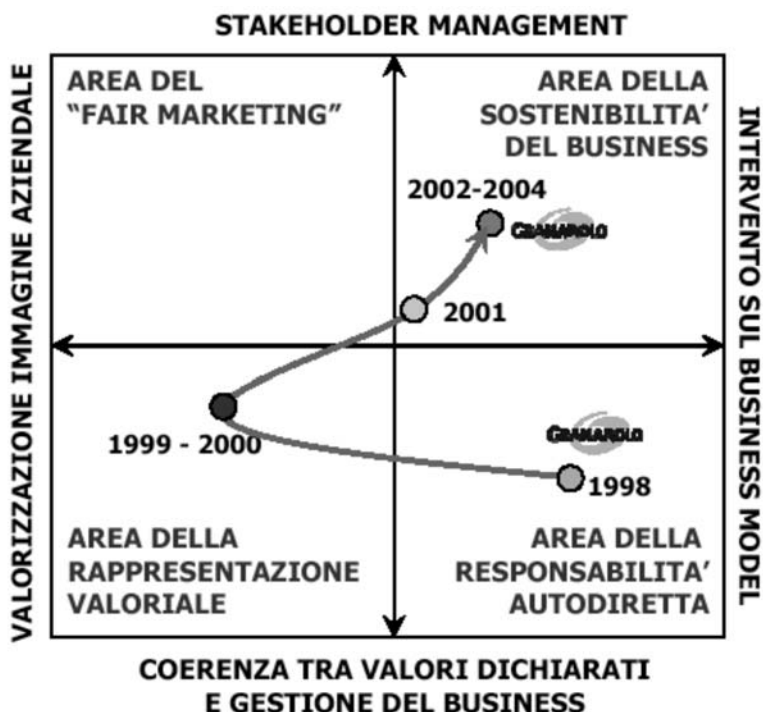 STAKEHOLDER MANAGEMENT
VALORIZZAZIONE IMMAGINE AZIENDALE
AREA DEL
“FAIR MARKETING”
AREA DELLA
SOSTENIBILITA’
DEL BUSINESS
INTERVENTO SUL BUSINESS MODEL
2002-2004
GRANAROLO
2001
1999 - 2000
GRANAROLO
1998
AREA DELLA
RAPPRESENTAZIONE
VALORIALE
AREA DELLA
RESPONSABILITA’
AUTODIRETTA
COERENZA TRA VALORI DICHIARATI
E GESTIONE DEL BUSINESS